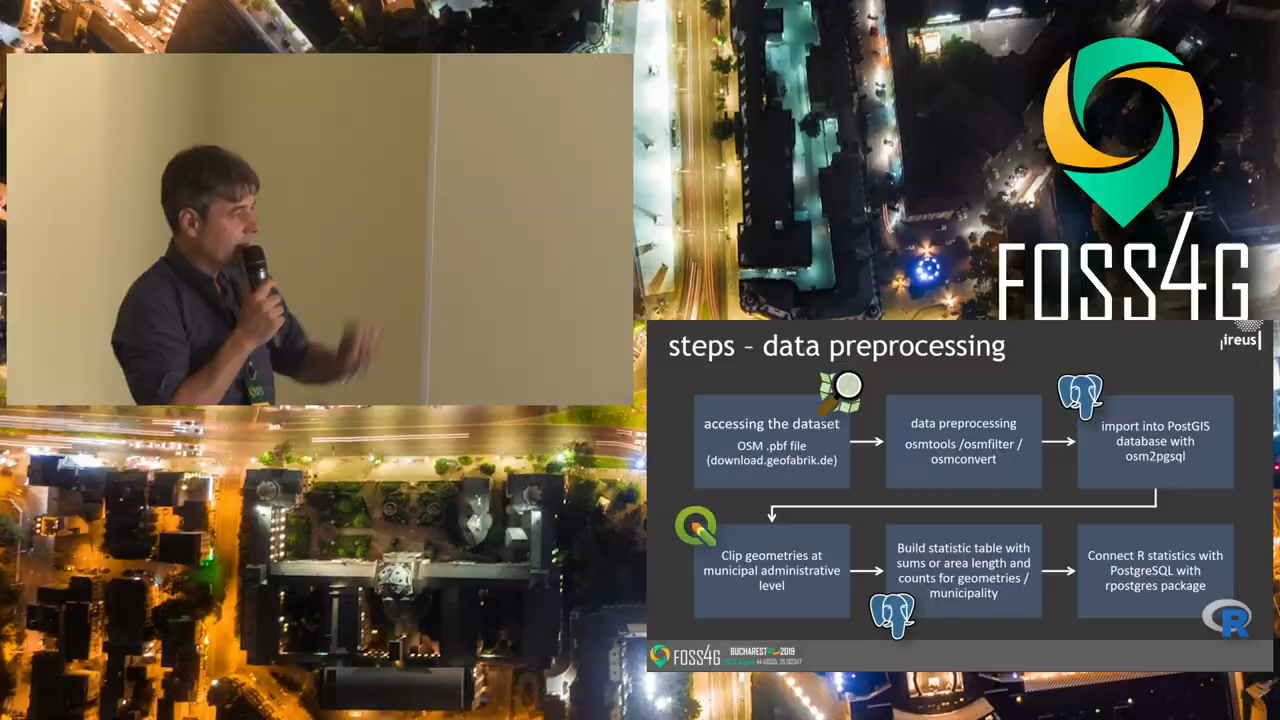 FOSS4G
steps – data preprocessing
ireus
accessing the dataset
OSM .pbf file
(download.geofabrik.de)
data preprocessing
osmtools /osmfilter /
osmconvert
import into PostGIS
database with
osm2pgsql
Clip geometries at
municipal administrative
level
Build statistic table with
sums or area length and
counts for geometries /
municipality
Connect R statistics with
PostgreSQL with
rpostgres package
R
FOSS4G
BUCHAREST 2019